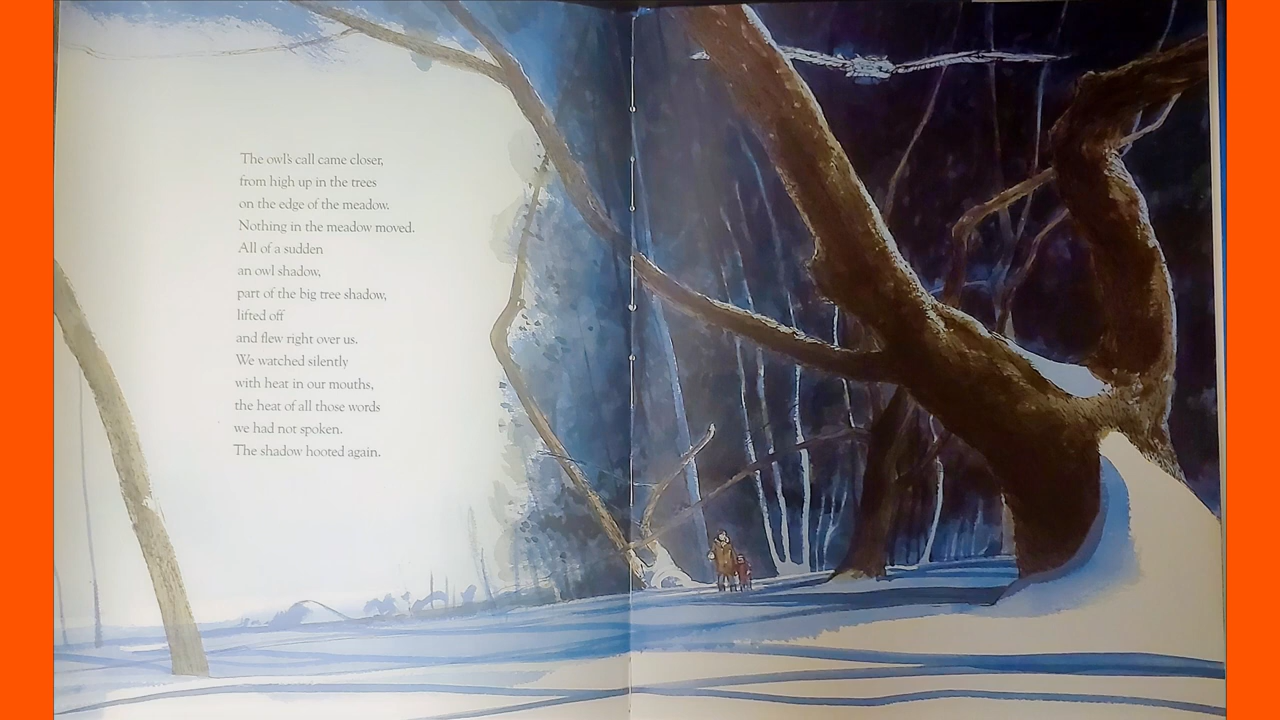 The owl's call came closer,
from high up in the trees
on the edge of the meadow.
Nothing in the meadow moved.
All of a sudden
an owl shadow,
part of the big tree shadow,
lifted off
and flew right over us.
We watched silently
with heat in our mouths,
the heat of all those words
we had not spoken.
The shadow hooted again.